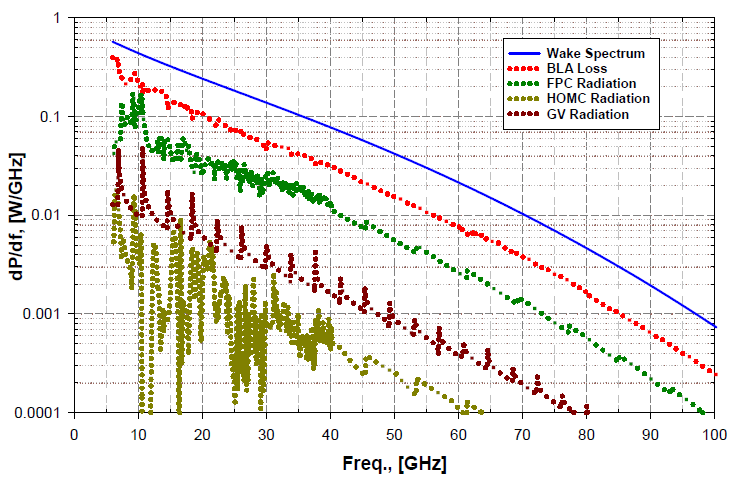 1
0.1
0.01
0.001
0.0001
dP/df, [W/GHz]
Wake Spectrum
BLA Loss
FPC Radiation
HOMC Radiation
GV Radiation
0 10 20 30 40 50 60 70 80 90 100
Freq., [GHz]